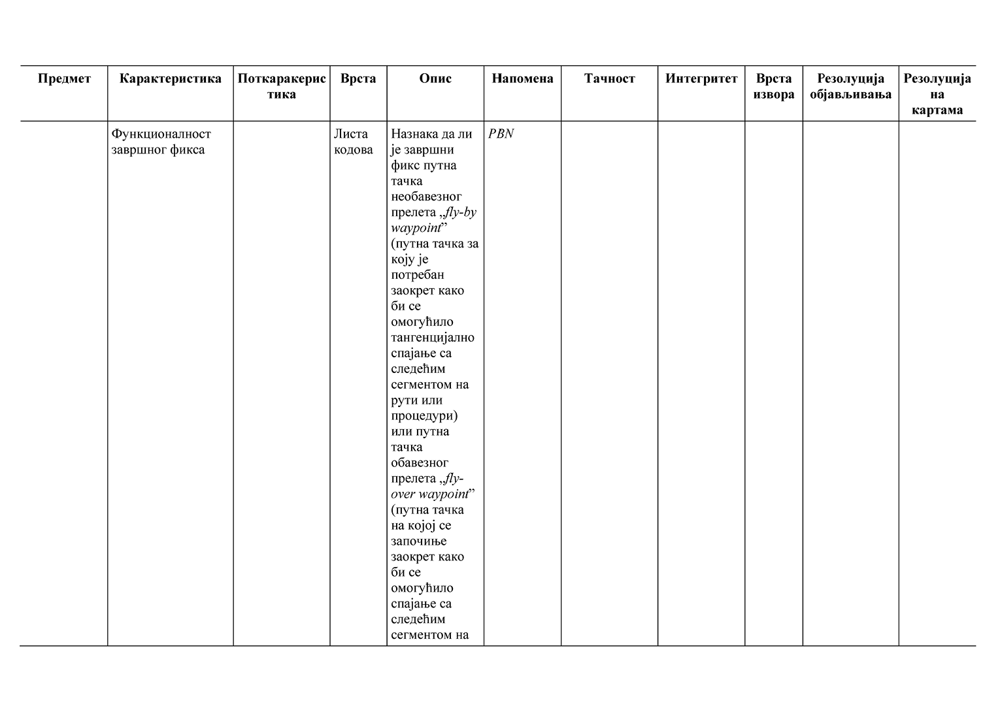 Предмет
Карактеристика
Поткаракерис
тика
Врста
Опис
Напомена
Тачност
Интегритет
Врста
извора
Резолуција
објављивања
Резолуција
на
картама
Функционалност
завршног фикса
Листа
кодова
Назнака да ли
је завршни
фикс путна
тачка
необавезног
прелета „fly-by
waypoint”
(путна тачка за
коју је
потребан
заокрет како
би се
омогућило
тангенцијално
спајање са
следећим
сегментом на
рути или
процедури)
или путна
тачка
обавезног
прелета „fly-
over waypoint”
(путна тачка
на којој се
започиње
заокрет како
би се
омогућило
спајање са
следећим
сегментом на
PBN